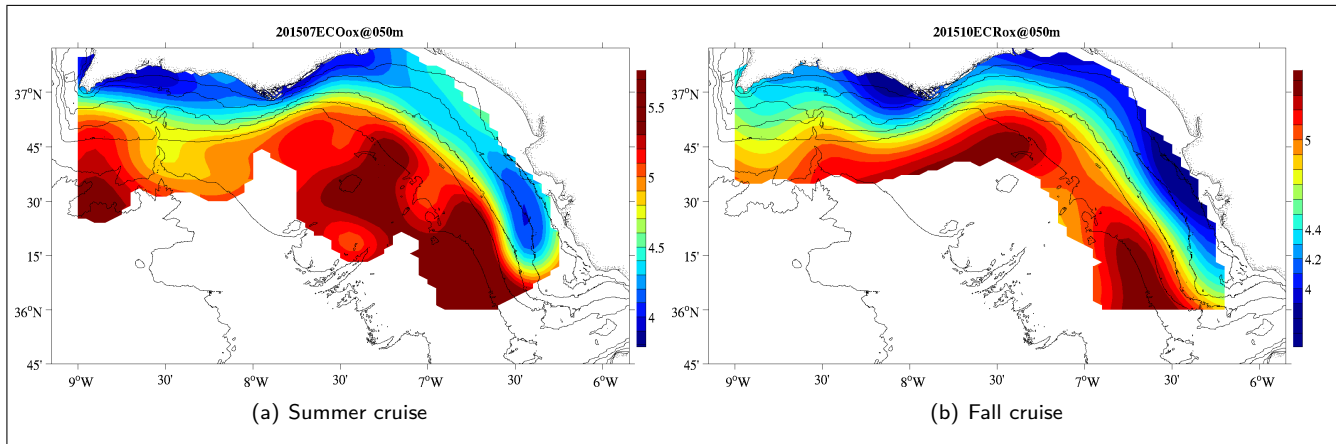 201507ECOox@050m
37°N
45'
30'
15'
36°N
45'
9°W 30' 8°W 30' 7°W 30' 6°W
5.5
5
4.5
4
(a) Summer cruise
201510ECRox@050m
37°N
45'
30'
15'
36°N
45'
9°W 30' 8°W 30' 7°W 30' 6°W
5
4.4
4.2
4
(b) Fall cruise